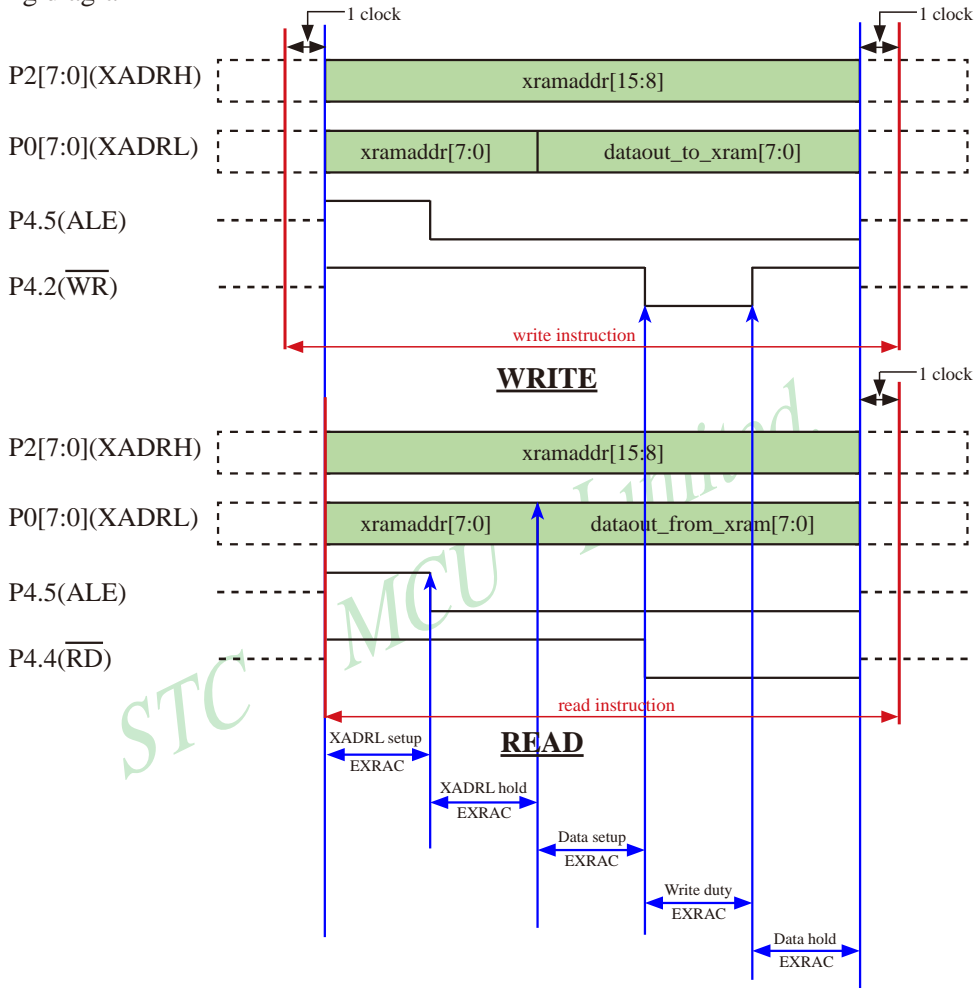 1 clock
1 clock
P2[7:0](XADRH)
xramaddr[15:8]
P0[7:0](XADRL)
xramaddr[7:0]
dataout_to_xram[7:0]
P4.5(ALE)
P4.2(WR)
write instruction
WRITE
1 clock
P2[7:0](XADRH)
xramaddr[15:8]
P0[7:0](XADRL)
xramaddr[7:0]
dataout_from_xram[7:0]
P4.5(ALE)
P4.4(RD)
STC MCU Limited.
read instruction
READ
XADRL setup
EXRAC
XADRL hold
EXRAC
Data setup
EXRAC
Write duty
EXRAC
Data hold
EXRAC